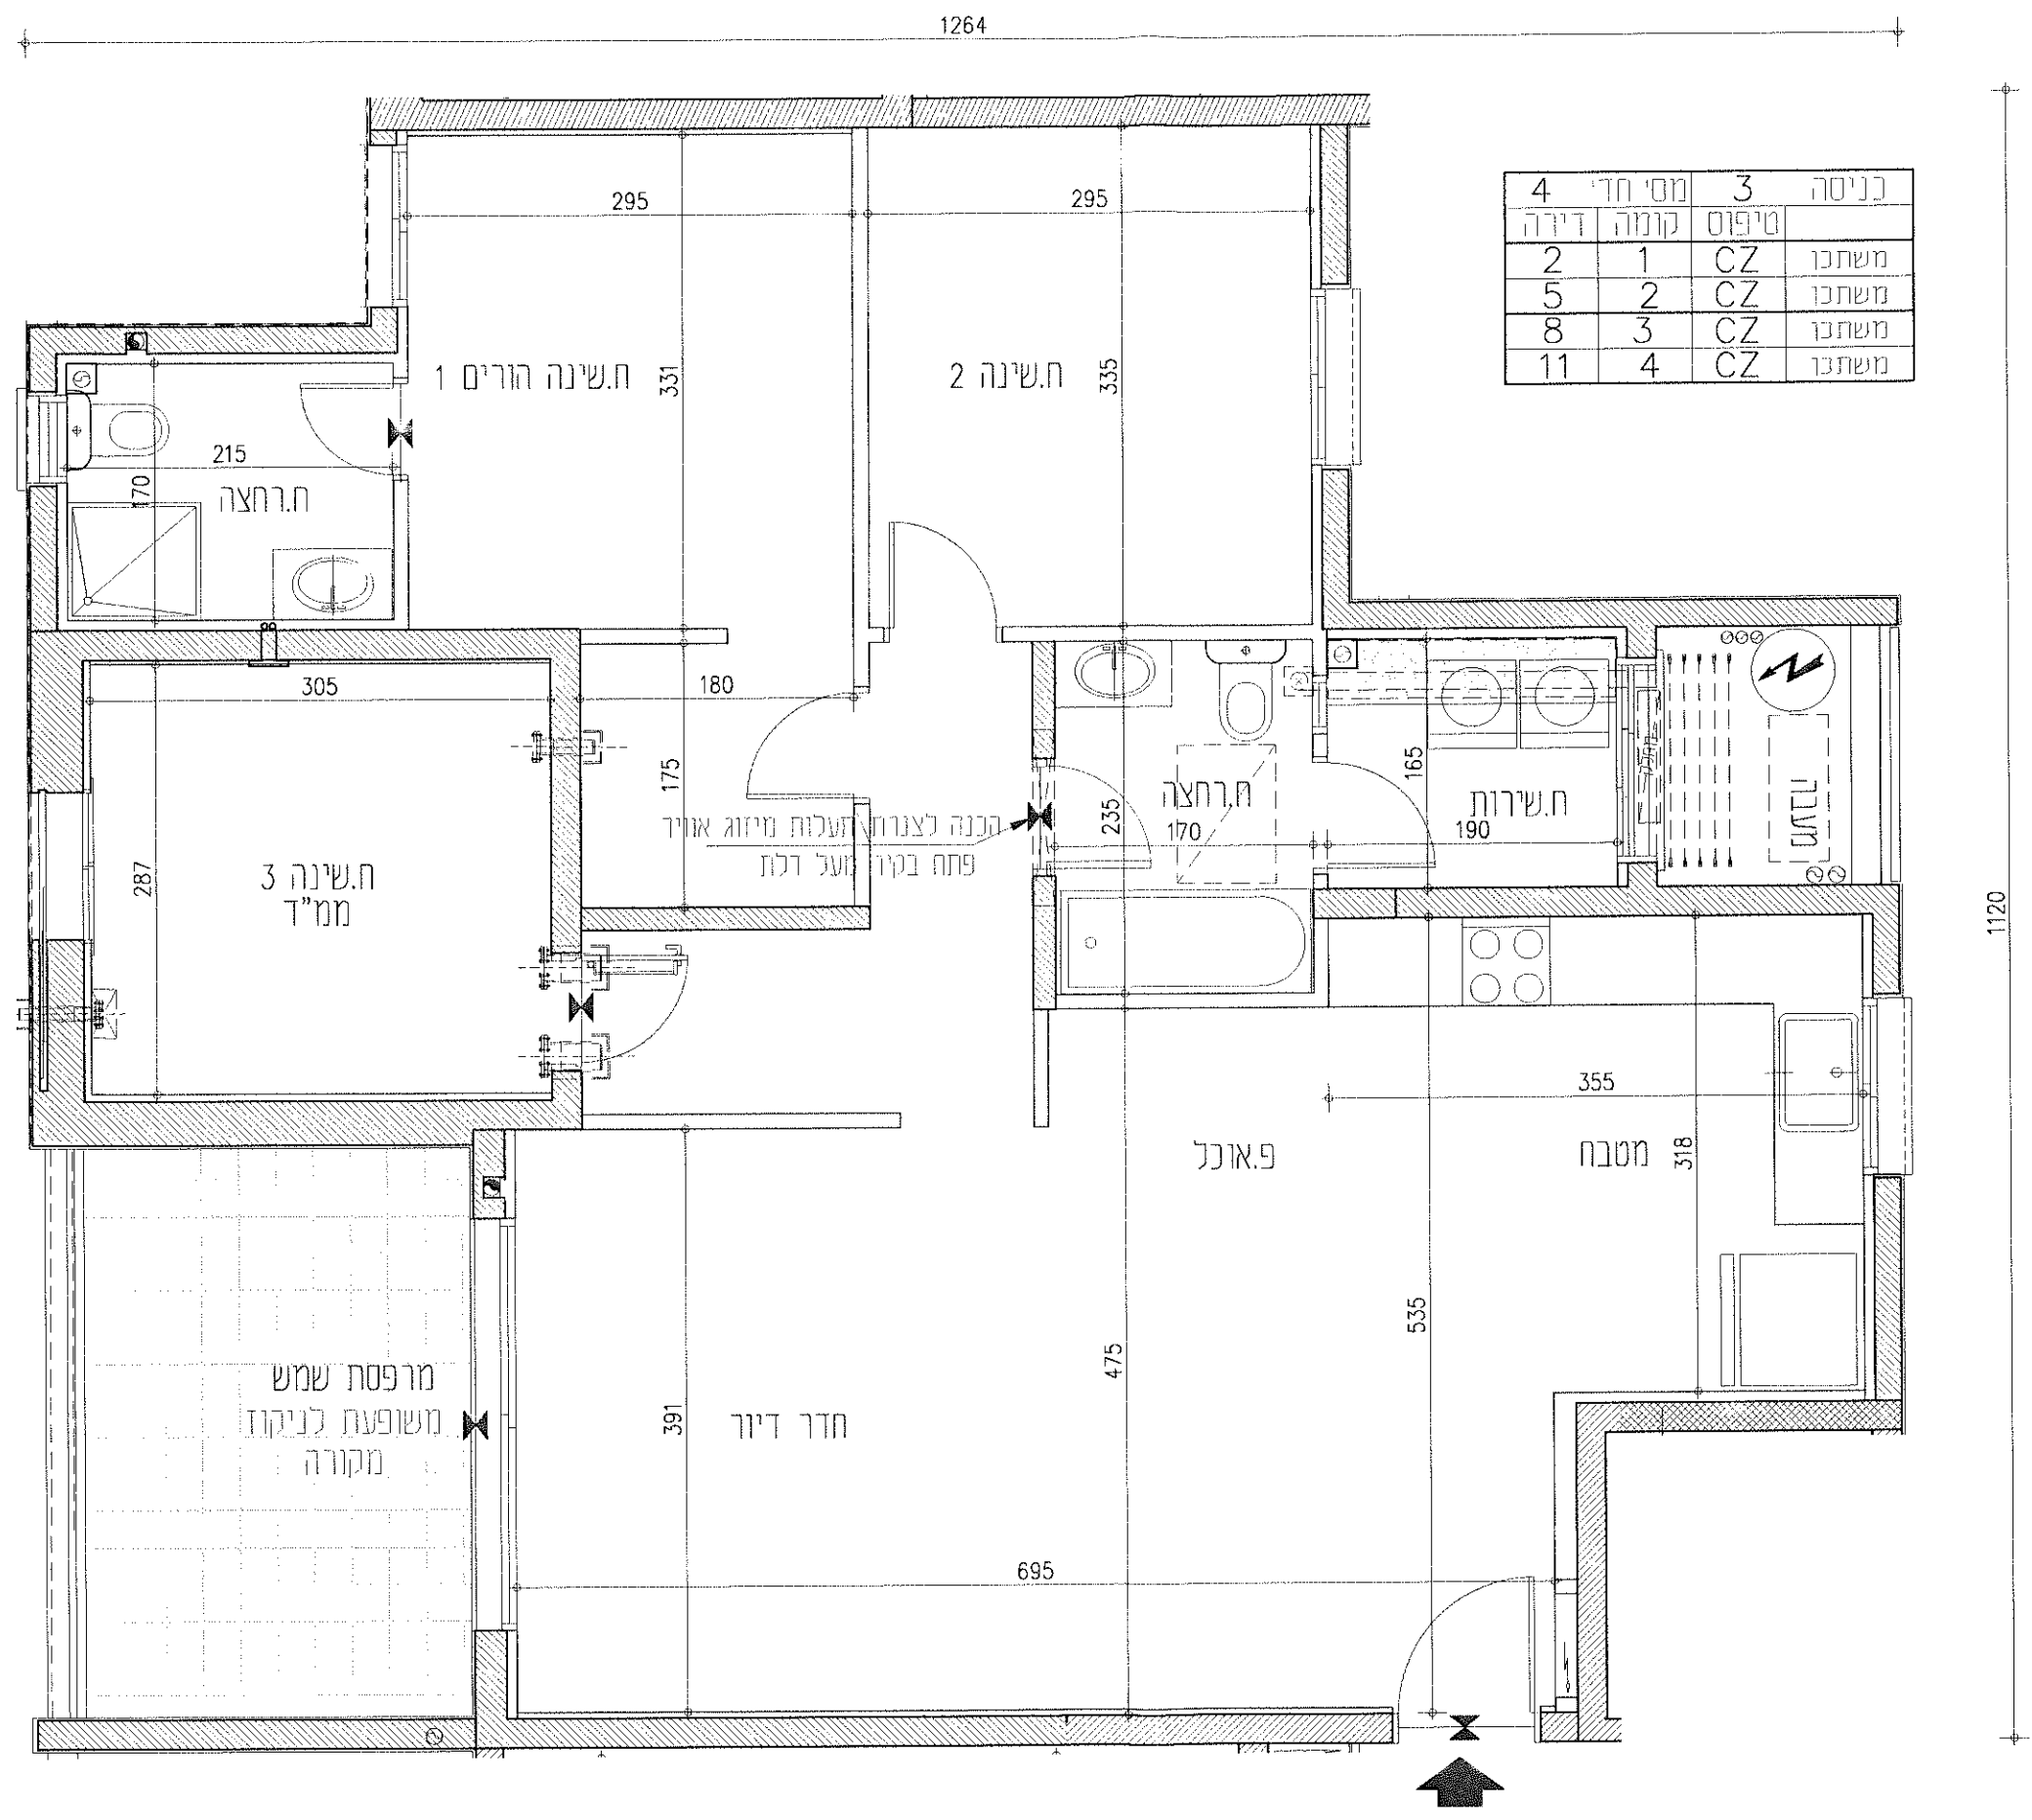 1264
כניסה 3 מס' חד' 4
טיפוס קומה דירה
משתכן CZ 1 2
משתכן CZ 2 5
משתכן CZ 3 8
משתכן CZ 4 11
295
295
ח.שינה הורים 1
331
ח.שינה 2
335
215
170
ח.רחצה
305
180
175
287
ח.שינה 3
ממ"ד
הכנה לצנרת/תעלות מיזוג אוויר
פתח בקיר מעל דלת
ח.רחצה
235
170
165
ח.שירות
190
מעבה
1120
355
318
מטבח
פ.אוכל
535
475
391
חדר דיור
695
מרפסת שמש
משופעת לניקוז
מקורה